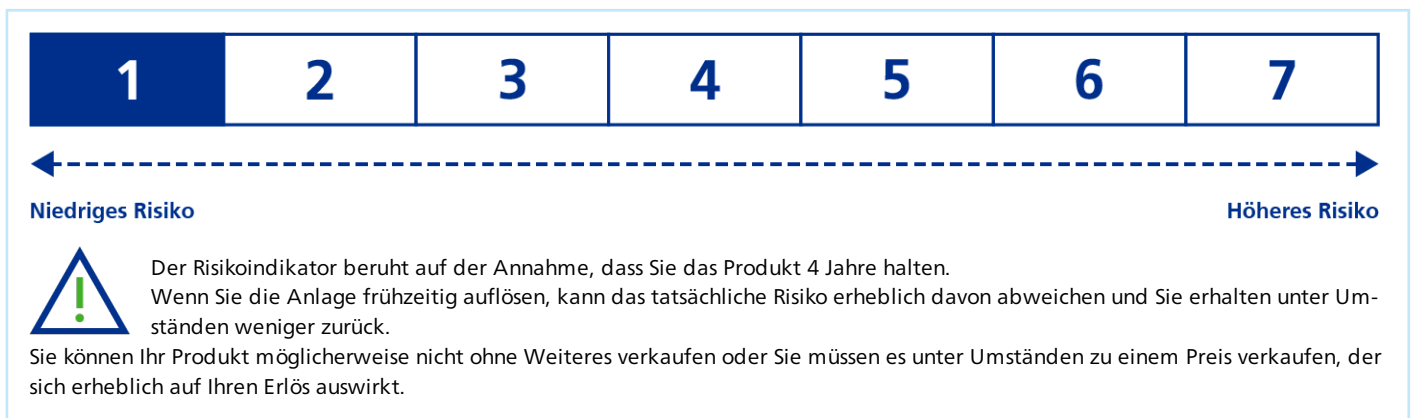 1 2 3 4 5 6 7
Niedriges Risiko Höheres Risiko
Der Risikoindikator beruht auf der Annahme, dass Sie das Produkt 4 Jahre halten.
Wenn Sie die Anlage frühzeitig auflösen, kann das tatsächliche Risiko erheblich davon abweichen und Sie erhalten unter Um-
ständen weniger zurück.
Sie können Ihr Produkt möglicherweise nicht ohne Weiteres verkaufen oder Sie müssen es unter Umständen zu einem Preis verkaufen, der
sich erheblich auf Ihren Erlös auswirkt.